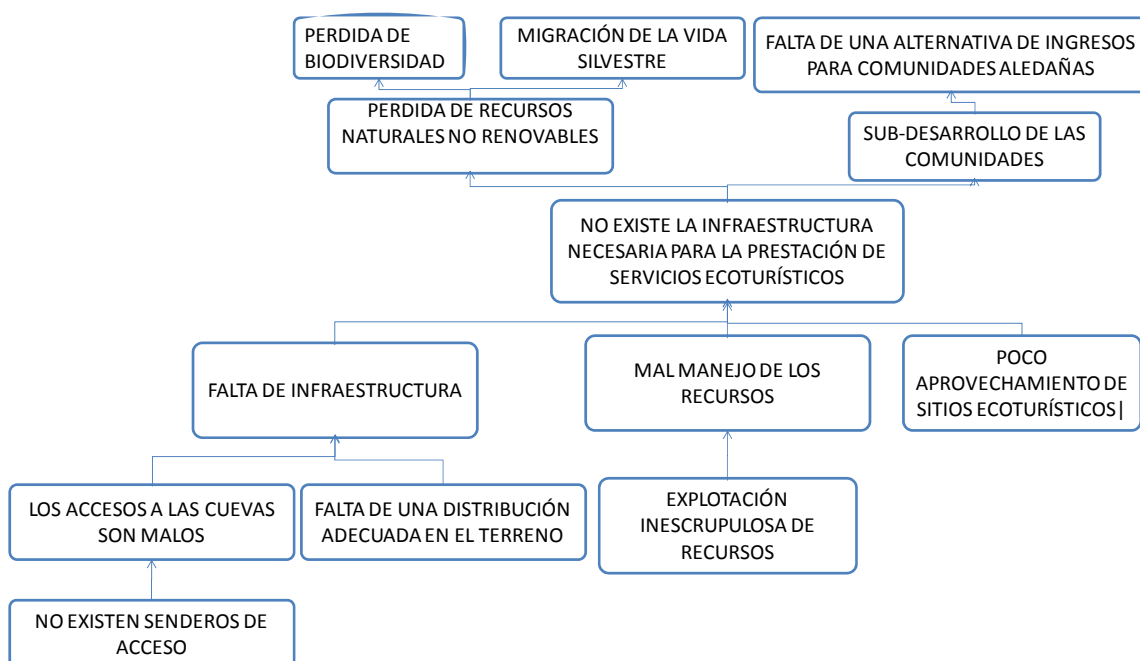 PERDIDA DE
BIODIVERSIDAD
MIGRACIÓN DE LA VIDA
SILVESTRE
FALTA DE UNA ALTERNATIVA DE INGRESOS
PARA COMUNIDADES ALEDAÑAS
PERDIDA DE RECURSOS
NATURALES NO RENOVABLES
SUB-DESARROLLO DE LAS
COMUNIDADES
NO EXISTE LA INFRAESTRUCTURA
NECESARIA PARA LA PRESTACIÓN DE
SERVICIOS ECOTURÍSTICOS
FALTA DE INFRAESTRUCTURA
MAL MANEJO DE LOS
RECURSOS
POCO
APROVECHAMIENTO DE
SITIOS ECOTURÍSTICOS|
LOS ACCESOS A LAS CUEVAS
SON MALOS
FALTA DE UNA DISTRIBUCIÓN
ADECUADA EN EL TERRENO
EXPLOTACIÓN
INESCRUPULOSA DE
RECURSOS
NO EXISTEN SENDEROS DE
ACCESO